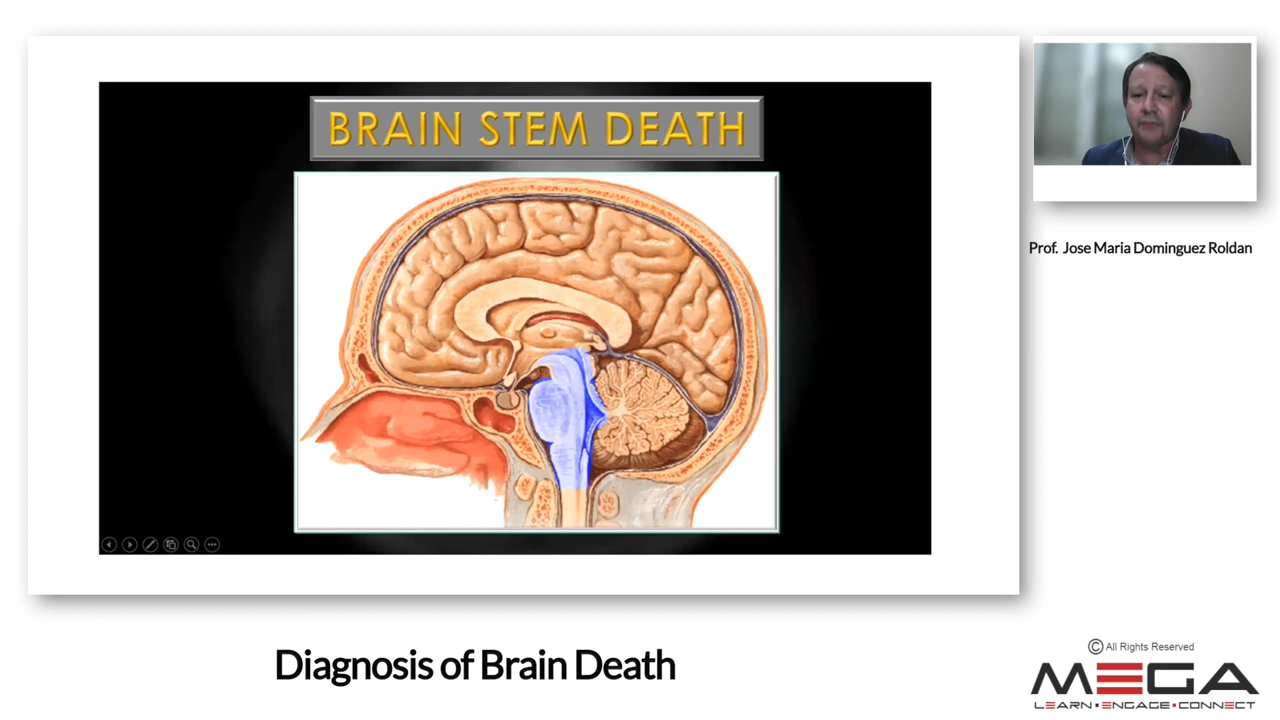 BRAIN STEM DEATH
Prof. Jose Maria Dominguez Roldan
Diagnosis of Brain Death
© All Rights Reserved
MEGA
LEARN • ENGAGE • CONNECT